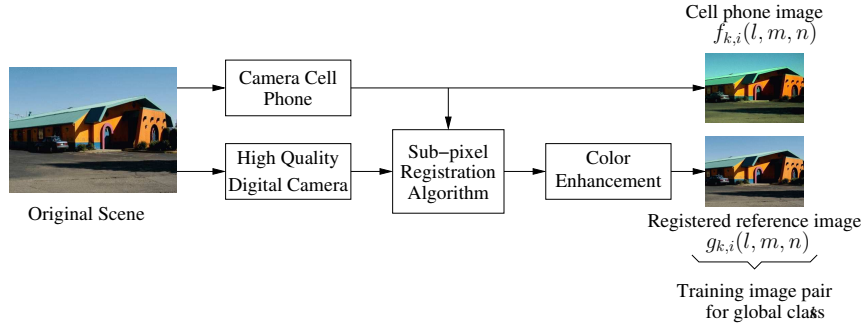 Cell phone image
f_{k,i}(l, m, n)
Camera Cell
Phone
High Quality
Digital Camera
Sub-pixel
Registration
Algorithm
Color
Enhancement
Original Scene
Registered reference image
g_{k,i}(l, m, n)
Training image pair
for global class